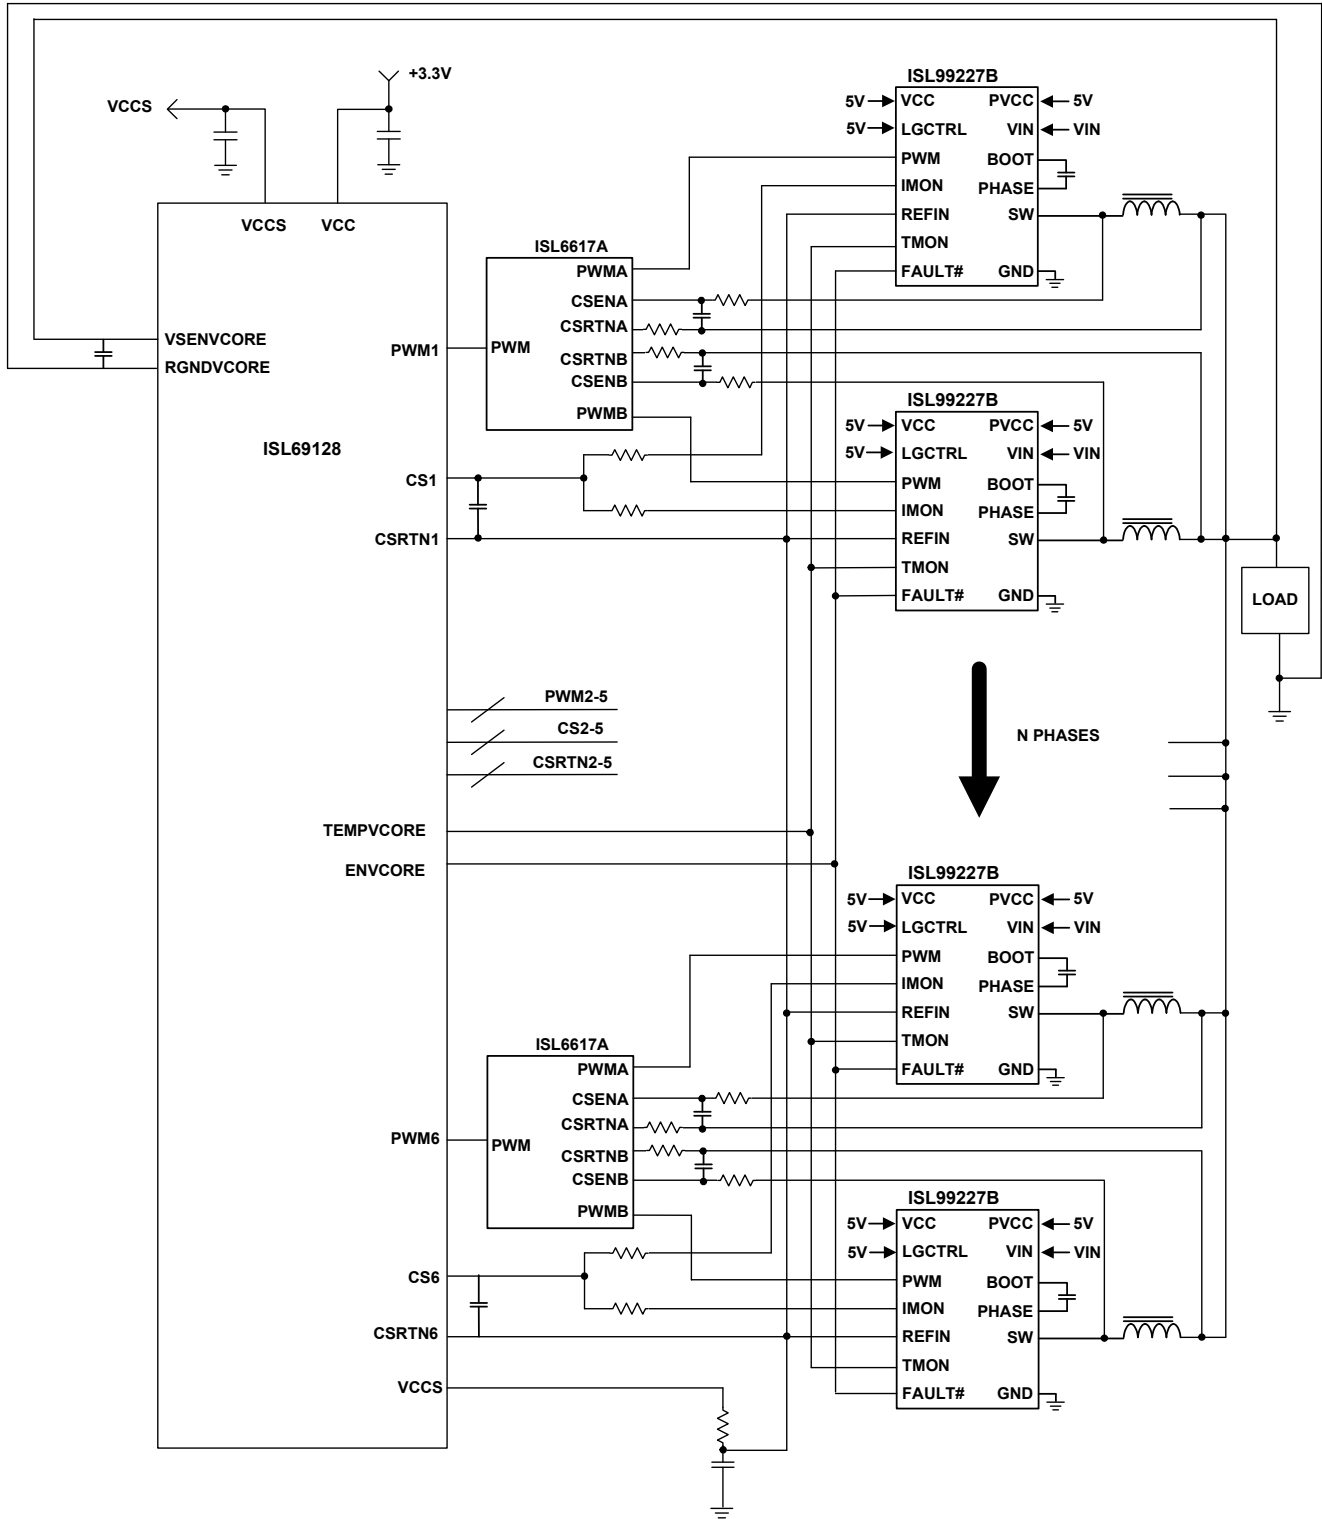 +3.3V
VCCS
VCCS
VCC
VSENVCORE
RGNDVCORE
ISL69128
PWM1
CS1
CSRTN1
PWM2-5
CS2-5
CSRTN2-5
TEMPVCORE
ENVCORE
PWM6
CS6
CSRTN6
VCCS
ISL6617A
PWM
PWMA
CSENA
CSRTNA
CSRTNB
CSENB
PWMB
ISL99227B
5V
VCC
PVCC
5V
5V
LGCTRL
VIN
VIN
PWM
BOOT
IMON
PHASE
REFIN
SW
TMON
FAULT#
GND
ISL99227B
5V
VCC
PVCC
5V
5V
LGCTRL
VIN
VIN
PWM
BOOT
IMON
PHASE
REFIN
SW
TMON
FAULT#
GND
LOAD
N PHASES
ISL6617A
PWM
PWMA
CSENA
CSRTNA
CSRTNB
CSENB
PWMB
ISL99227B
5V
VCC
PVCC
5V
5V
LGCTRL
VIN
VIN
PWM
BOOT
IMON
PHASE
REFIN
SW
TMON
FAULT#
GND
ISL99227B
5V
VCC
PVCC
5V
5V
LGCTRL
VIN
VIN
PWM
BOOT
IMON
PHASE
REFIN
SW
TMON
FAULT#
GND